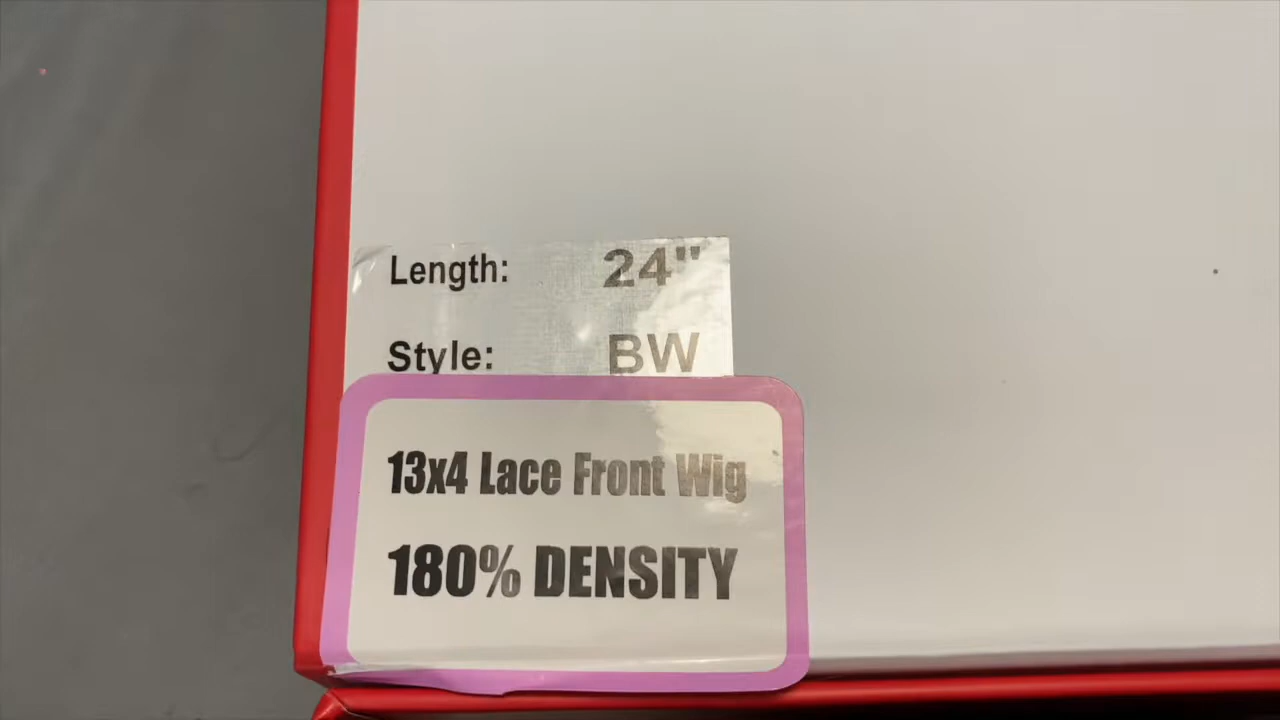 Length: 24"
Style: BW
13x4 Lace Front Wig
180% DENSITY